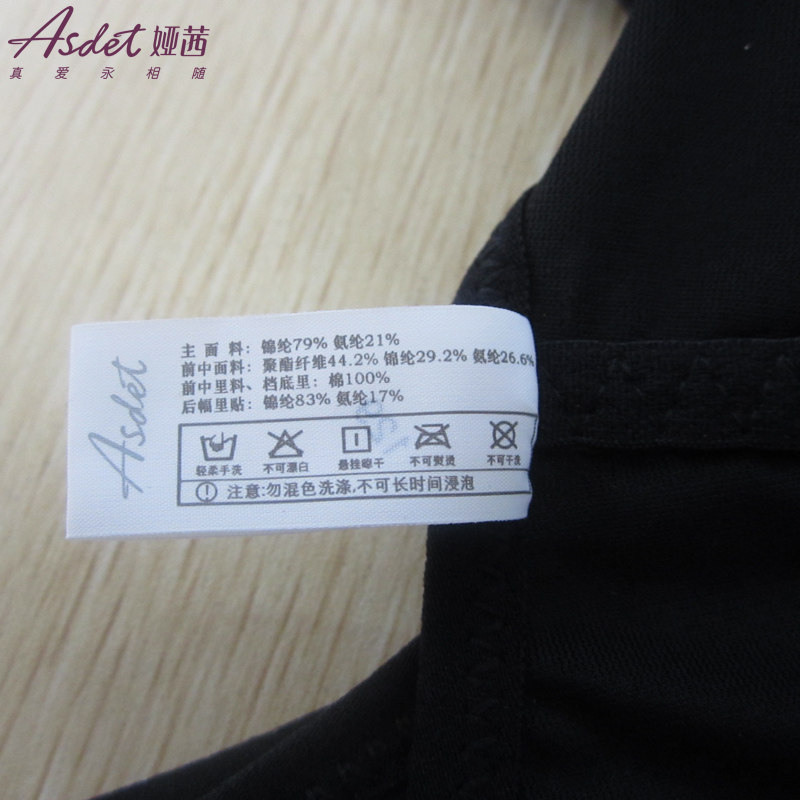 Asdet 娅茜
真爱永相随
Asdet
主面料：锦纶79% 氨纶21%
前中面料：聚酯纤维44.2% 锦纶29.2% 氨纶26.6%
前中里料、档底里：棉100%
后幅里贴：锦纶83% 氨纶17%
轻柔手洗 不可漂白 悬挂晾干 不可熨烫 不可干洗
注意:勿混色洗涤,不可长时间浸泡